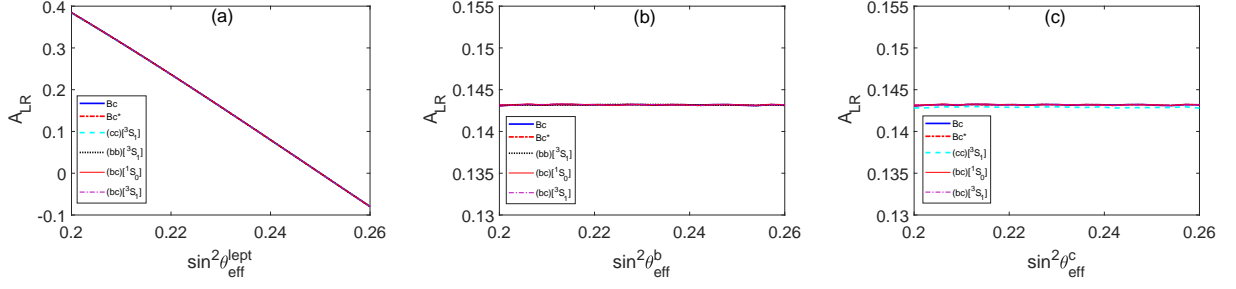 (a)
0.4
0.3
0.2
0.1
0
-0.1
A_LR
Bc
Bc*
(cc)[³S₁]
(bb)[³S₁]
(bc)[¹S₀]
(bc)[³S₁]
0.2 0.22 0.24 0.26
sin²θ_eff^lept
(b)
0.155
0.15
0.145
0.14
0.135
0.13
A_LR
Bc
Bc*
(bb)[³S₁]
(bc)[¹S₀]
(bc)[³S₁]
0.2 0.22 0.24 0.26
sin²θ_eff^b
(c)
0.155
0.15
0.145
0.14
0.135
0.13
A_LR
Bc
Bc*
(cc)[³S₁]
(bc)[¹S₀]
(bc)[³S₁]
0.2 0.22 0.24 0.26
sin²θ_eff^c